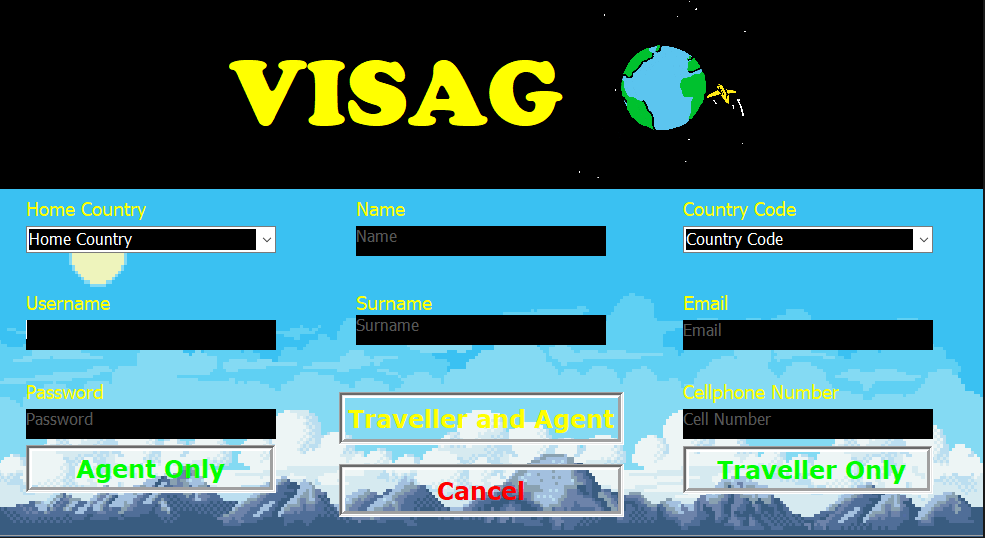 VISAG
Home Country
Home Country
Name
Name
Country Code
Country Code
Username
Surname
Surname
Email
Email
Password
Password
Traveller and Agent
Cellphone Number
Cell Number
Agent Only
Cancel
Traveller Only